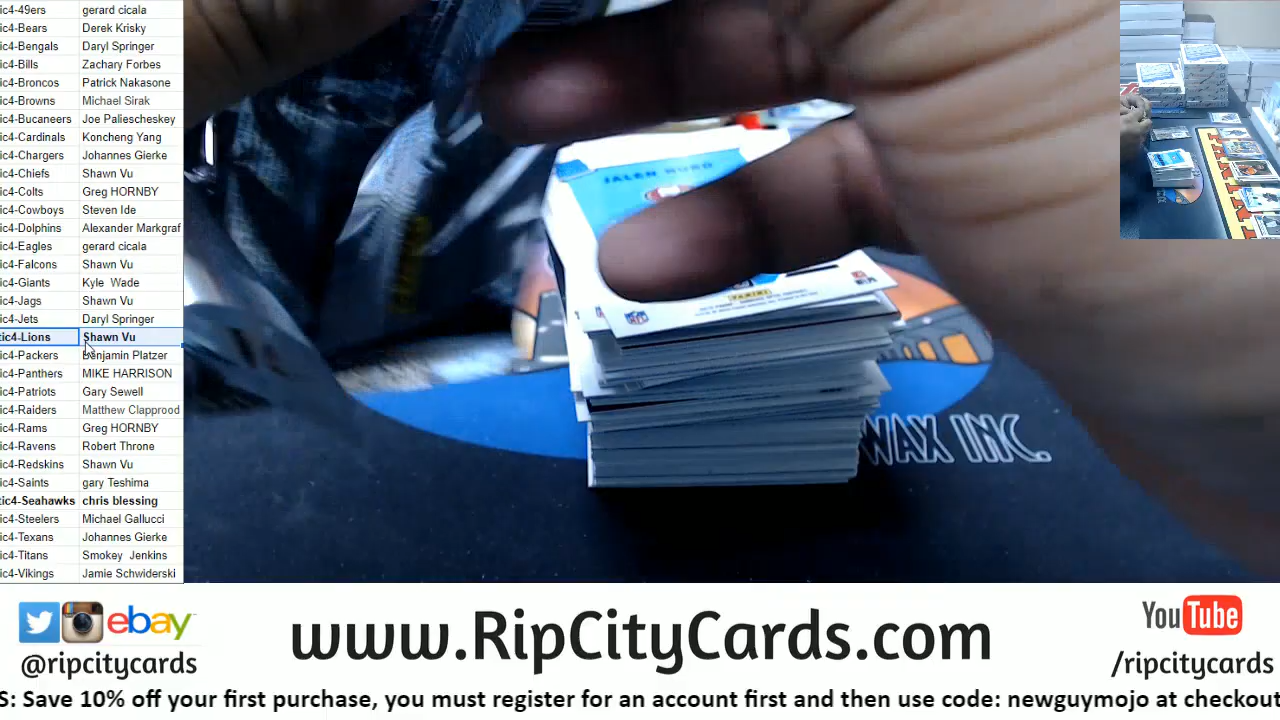 ic4-49ers gerard cicala
ic4-Bears Derek Krisky
ic4-Bengals Daryl Springer
ic4-Bills Zachary Forbes
ic4-Broncos Patrick Nakasone
ic4-Browns Michael Sirak
ic4-Bucaneers Joe Paliescheskey
ic4-Cardinals Koncheng Yang
ic4-Chargers Johannes Gierke
ic4-Chiefs Shawn Vu
ic4-Colts Greg HORNBY
ic4-Cowboys Steven Ide
ic4-Dolphins Alexander Markgraf
ic4-Eagles gerard cicala
ic4-Falcons Shawn Vu
ic4-Giants Kyle Wade
ic4-Jags Shawn Vu
ic4-Jets Daryl Springer
tic4-Lions Shawn Vu
ic4-Packers Benjamin Platzer
ic4-Panthers MIKE HARRISON
ic4-Patriots Gary Sewell
ic4-Raiders Matthew Clapprood
ic4-Rams Greg HORNBY
ic4-Ravens Robert Throne
ic4-Redskins Shawn Vu
ic4-Saints gary Teshima
tic4-Seahawks chris blessing
ic4-Steelers Michael Gallucci
ic4-Texans Johannes Gierke
ic4-Titans Smokey Jenkins
ic4-Vikings Jamie Schwiderski
JALEN HURD
PANINI
WAX INC.
ebay
@ripcitycards
www.RipCityCards.com
YouTube
/ripcitycards
S: Save 10% off your first purchase, you must register for an account first and then use code: newguymojo at checkout